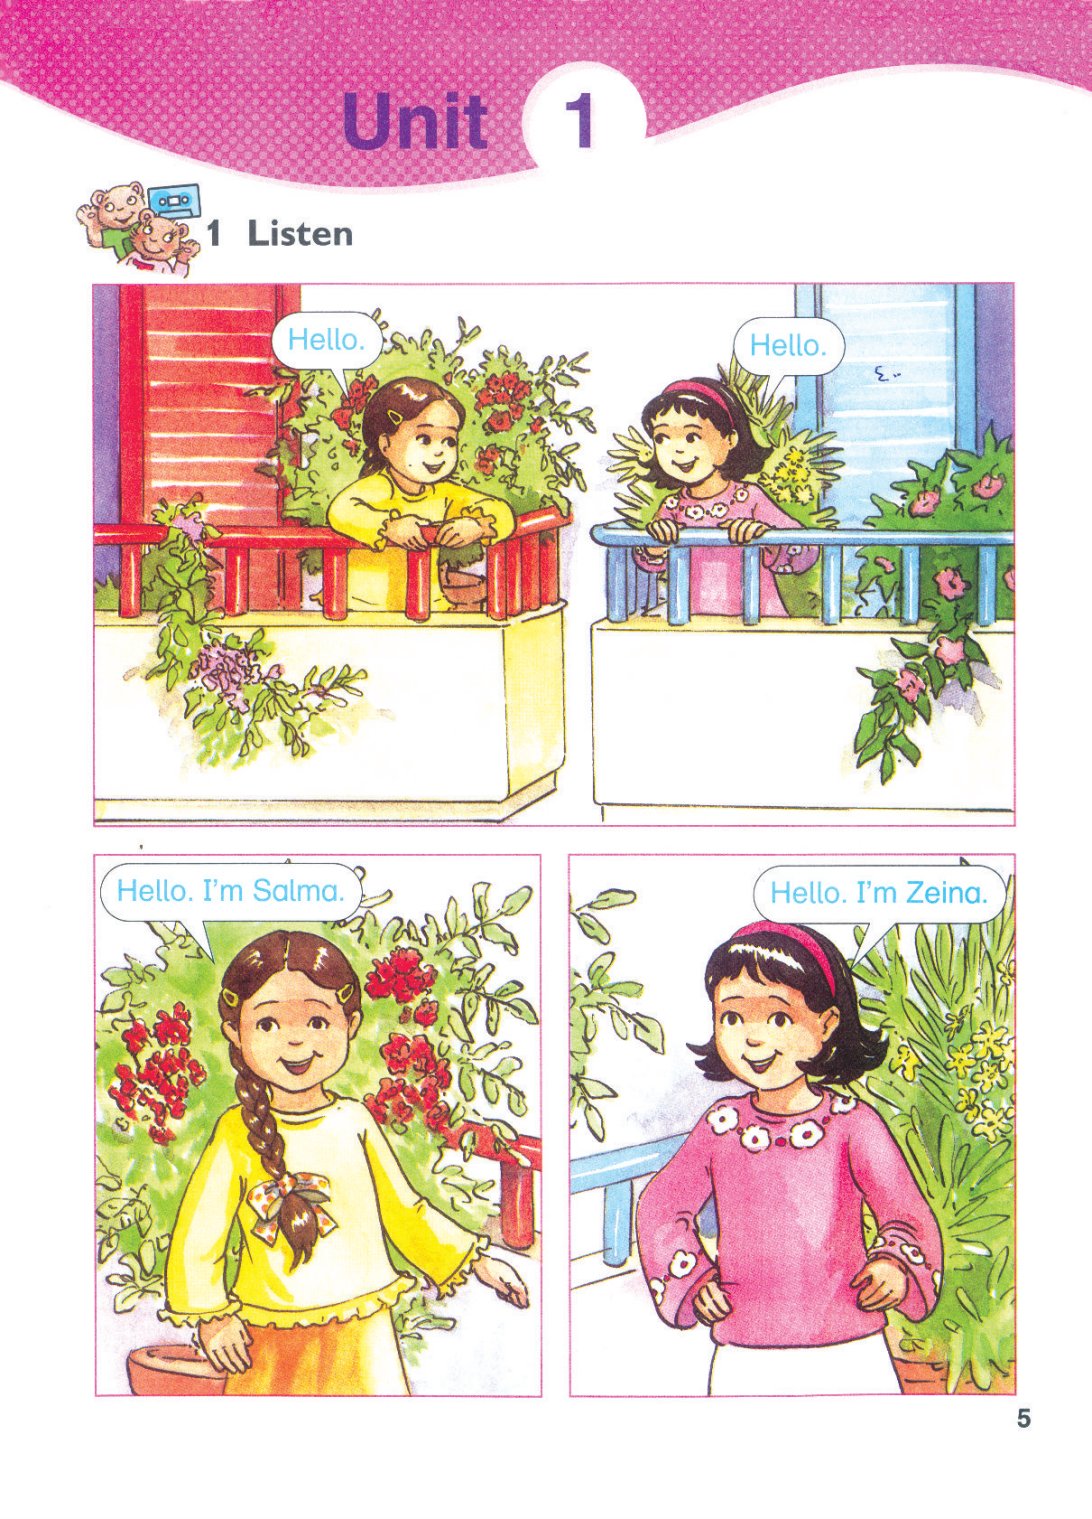 Unit 1
1 Listen
Hello.
Hello.
Hello. I'm Salma.
Hello. I'm Zeina.
5